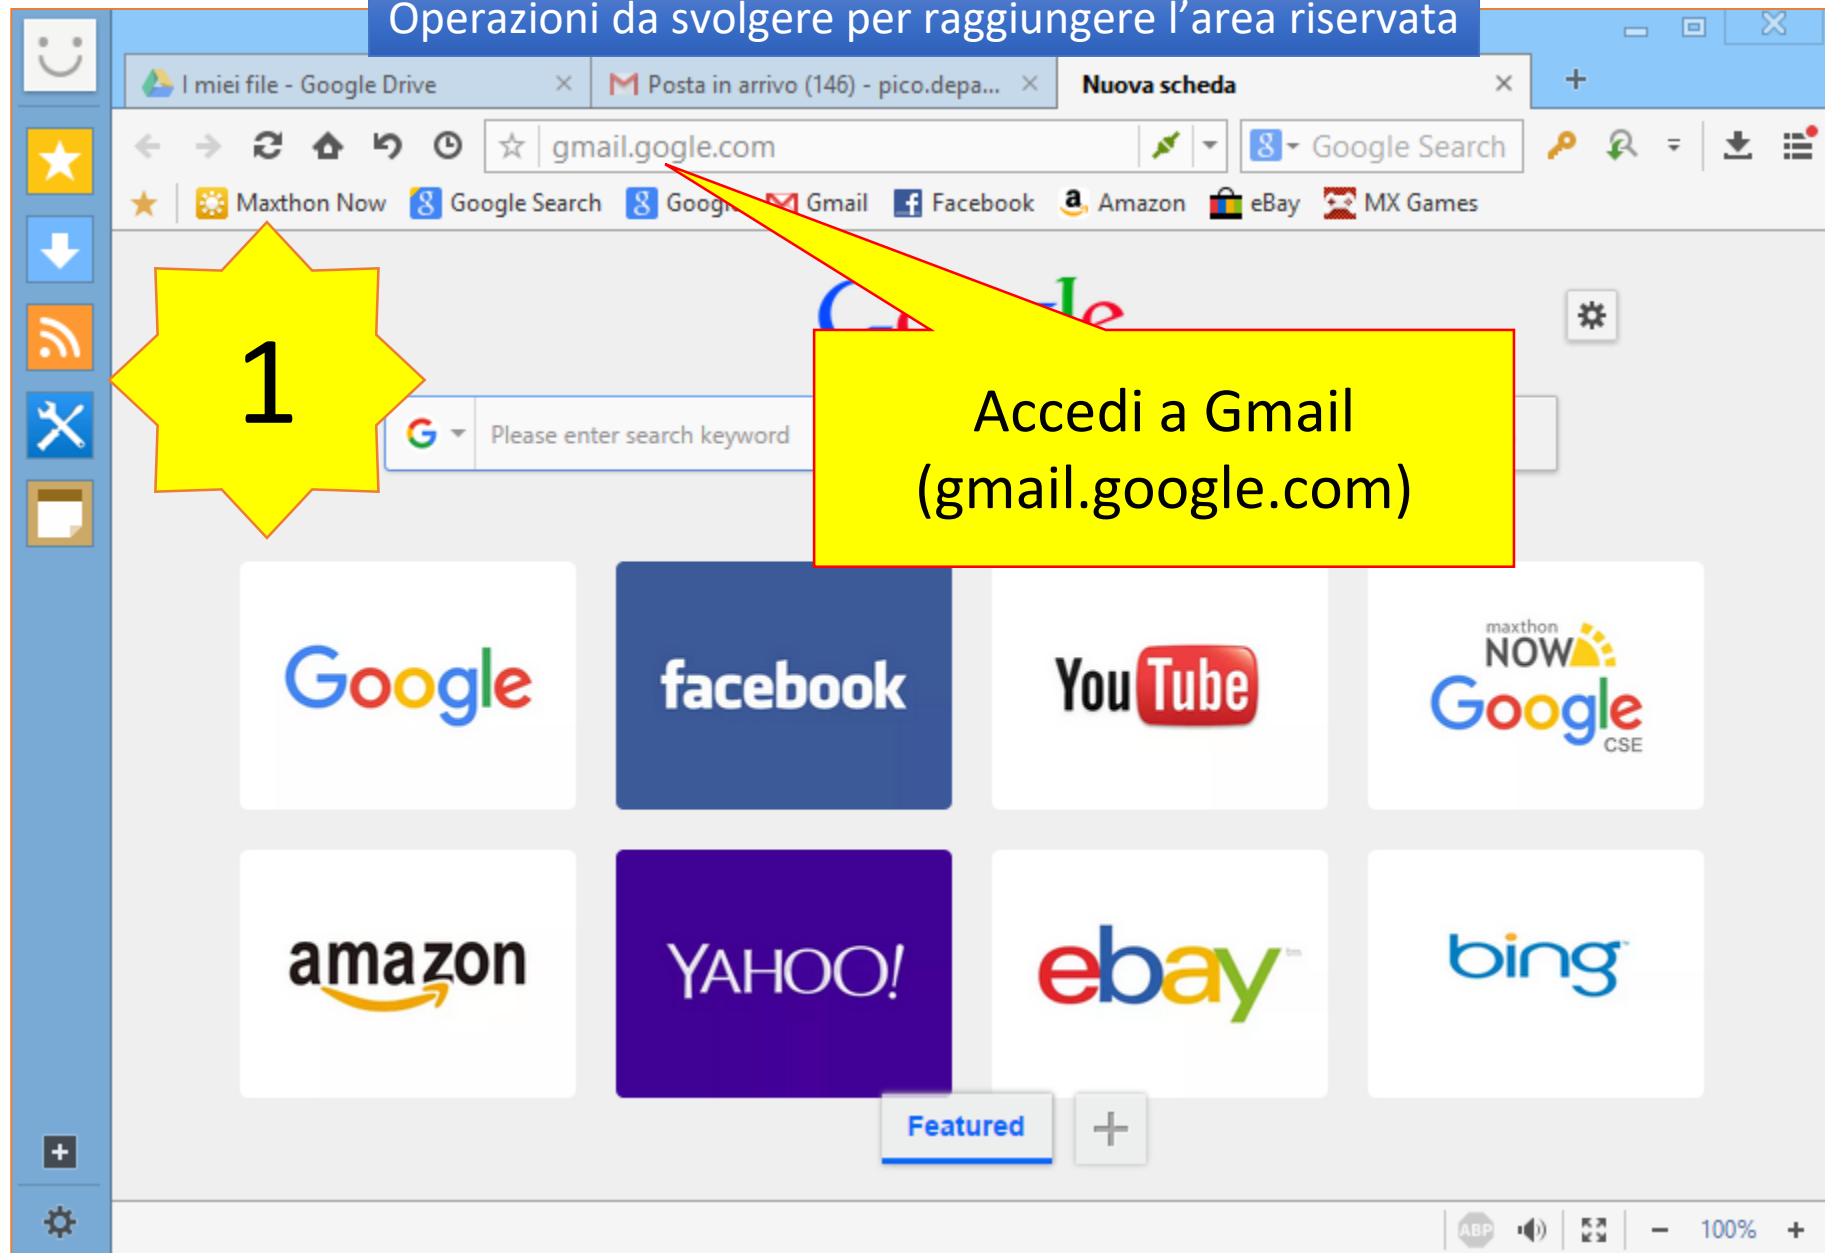 Operazioni da svolgere per raggiungere l'area riservata
I miei file - Google Drive
Posta in arrivo (146) - pico.depa...
Nuova scheda
gmail.gogle.com
Google Search
Maxthon Now
Google Search
Google
Gmail
Facebook
Amazon
eBay
MX Games
1
Please enter search keyword
Accedi a Gmail
(gmail.google.com)
Google
facebook
YouTube
maxthon
NOW
Google
CSE
amazon
YAHOO!
ebay
bing
Featured
ABP
100%